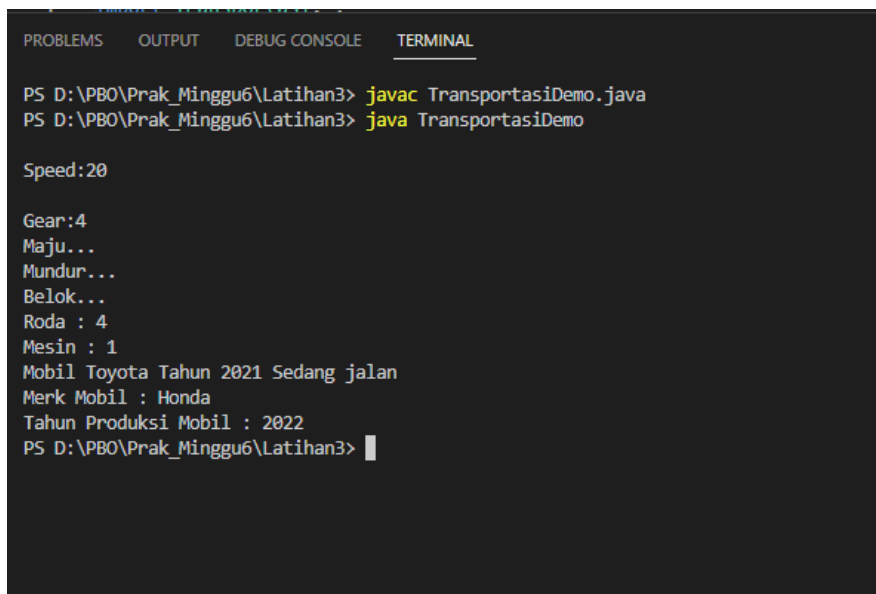 PROBLEMS OUTPUT DEBUG CONSOLE TERMINAL
PS D:\PBO\Prak_Minggu6\Latihan3> javac TransportasiDemo.java
PS D:\PBO\Prak_Minggu6\Latihan3> java TransportasiDemo
Speed:20
Gear:4
Maju...
Mundur...
Belok...
Roda : 4
Mesin : 1
Mobil Toyota Tahun 2021 Sedang jalan
Merk Mobil : Honda
Tahun Produksi Mobil : 2022
PS D:\PBO\Prak_Minggu6\Latihan3>